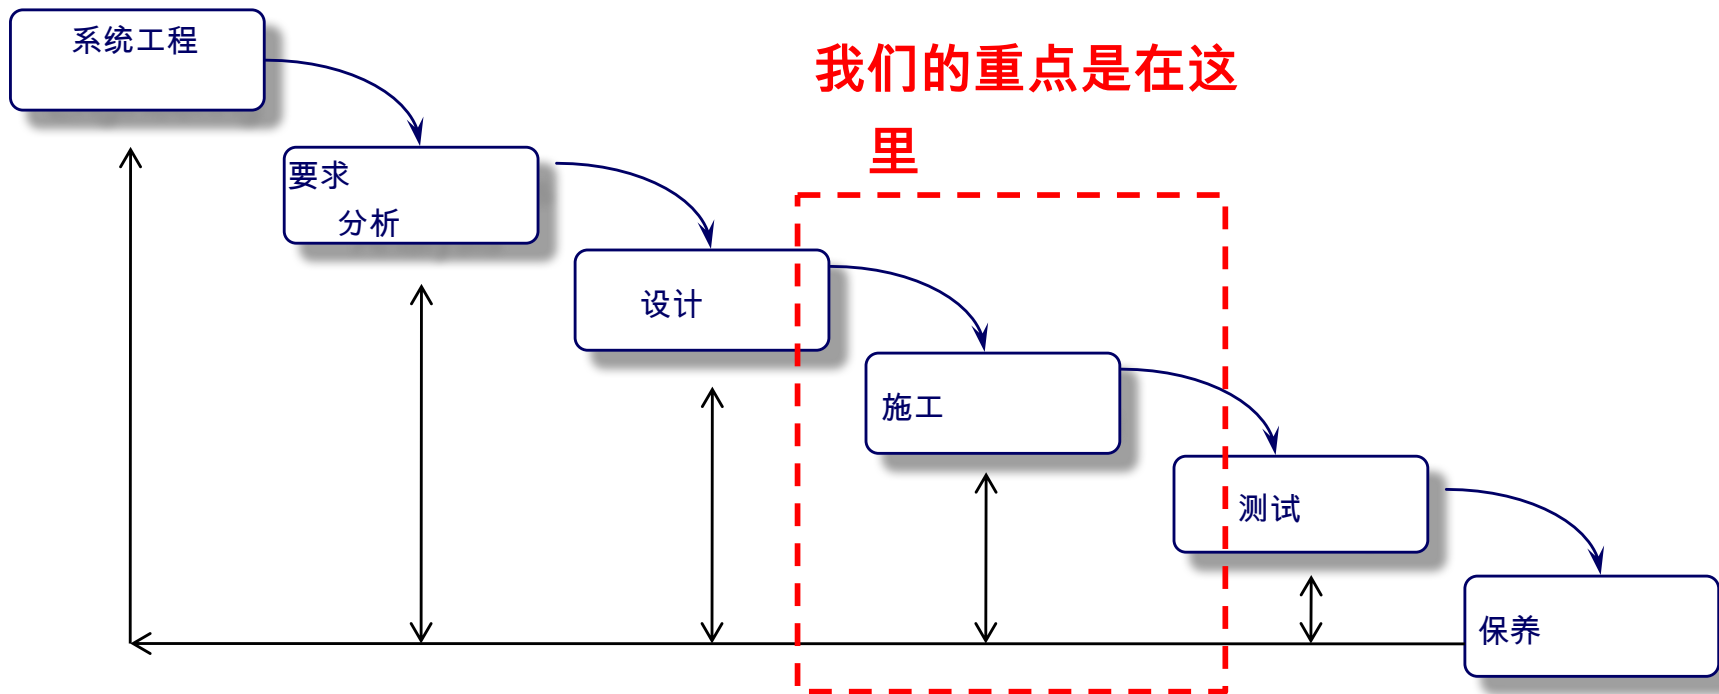 系统工程
我们的重点是在这
里
要求
分析
设计
施工
测试
保养